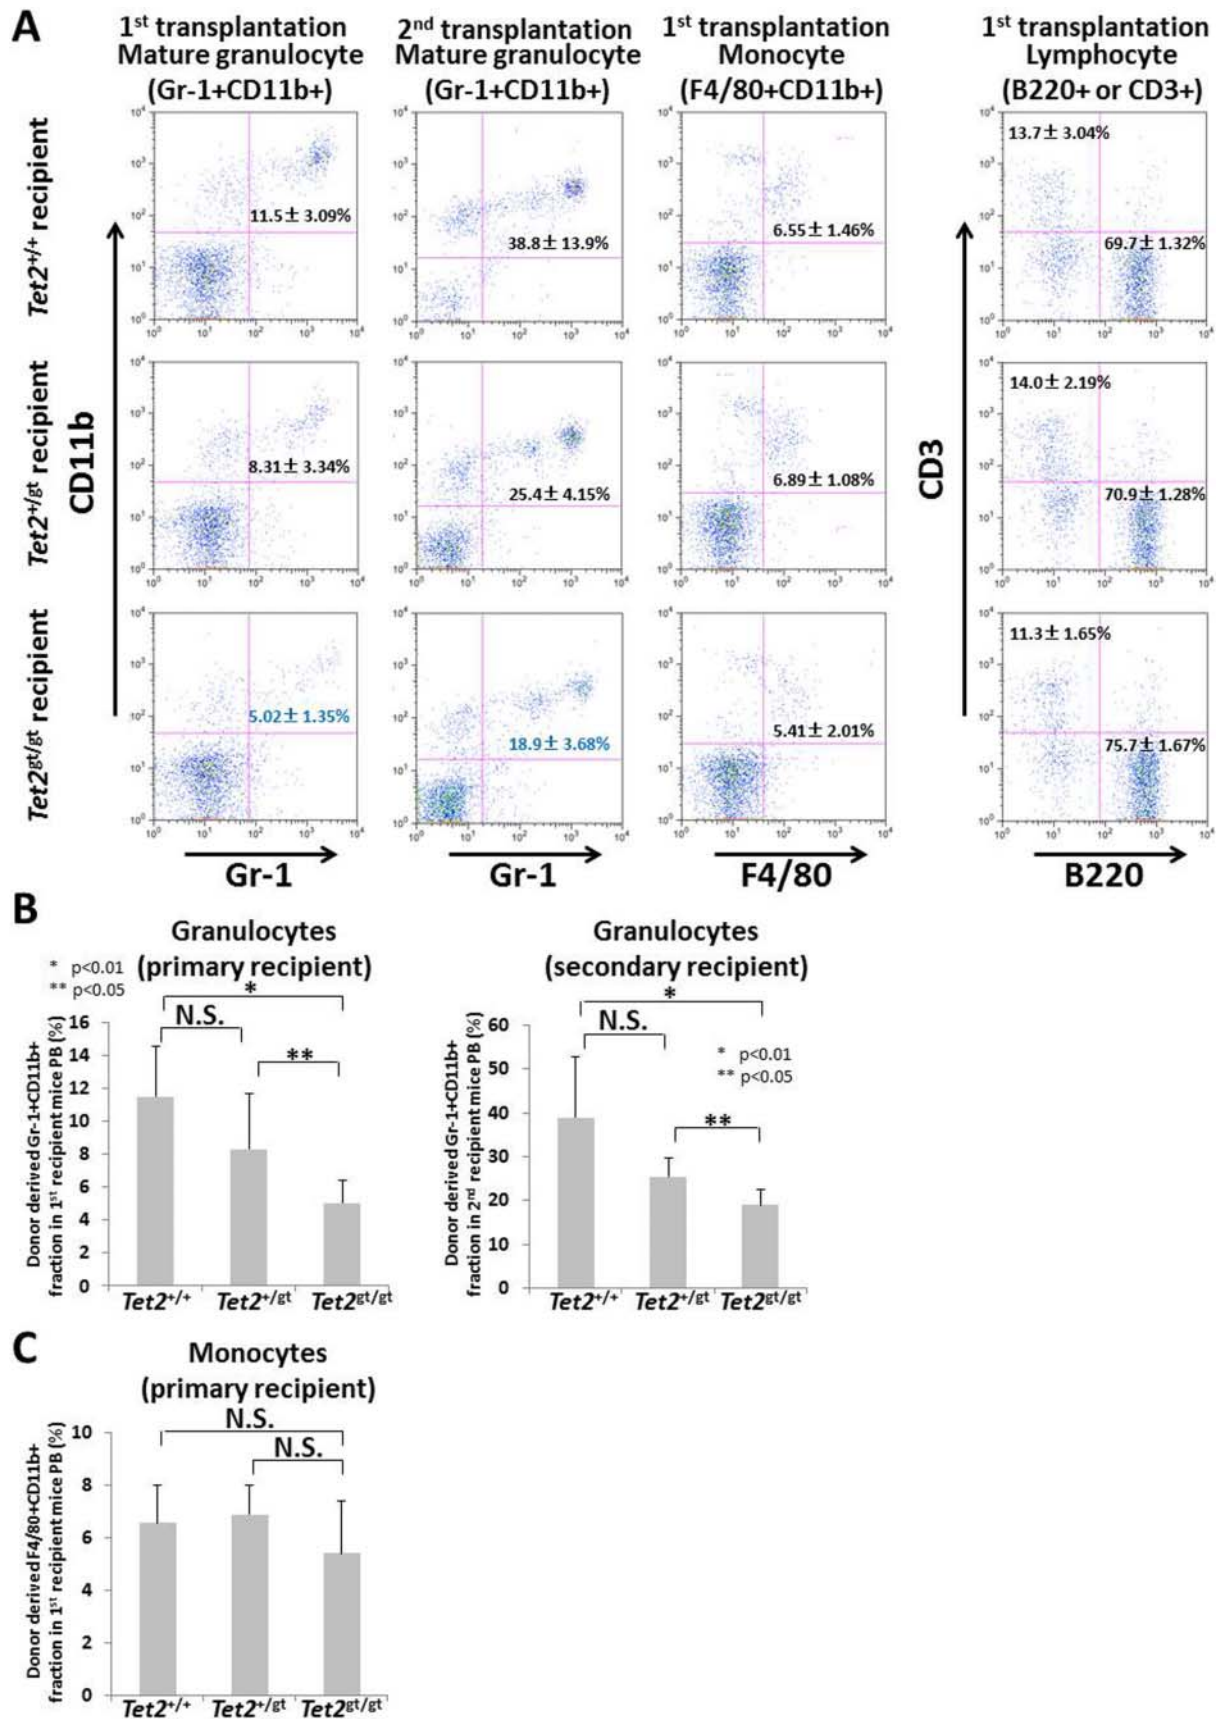 A
1st transplantation
Mature granulocyte
(Gr-1+CD11b+)
2nd transplantation
Mature granulocyte
(Gr-1+CD11b+)
1st transplantation
Monocyte
(F4/80+CD11b+)
1st transplantation
Lymphocyte
(B220+ or CD3+)
Tet2+/+ recipient
11.5 ± 3.09%
38.8 ± 13.9%
6.55 ± 1.46%
13.7 ± 3.04%
69.7 ± 1.32%
Tet2+/gt recipient
CD11b
8.31 ± 3.34%
25.4 ± 4.15%
6.89 ± 1.08%
CD3
14.0 ± 2.19%
70.9 ± 1.28%
Tet2gt/gt recipient
5.02 ± 1.35%
18.9 ± 3.68%
5.41 ± 2.01%
11.3 ± 1.65%
75.7 ± 1.67%
10^0 10^1 10^2 10^3 10^4
Gr-1
Gr-1
F4/80
B220
B
Granulocytes
(primary recipient)
* p<0.01
** p<0.05
*
N.S.
**
Donor derived Gr-1+CD11b+
fraction in 1st recipient mice PB (%)
16
14
12
10
8
6
4
2
0
Tet2+/+ Tet2+/gt Tet2gt/gt
Granulocytes
(secondary recipient)
*
N.S.
* p<0.01
** p<0.05
**
Donor derived Gr-1+CD11b+
fraction in 2nd recipient mice PB (%)
60
50
40
30
20
10
0
Tet2+/+ Tet2+/gt Tet2gt/gt
C
Monocytes
(primary recipient)
N.S.
N.S.
Donor derived F4/80+CD11b+
fraction in 1st recipient mice PB (%)
10
8
6
4
2
0
Tet2+/+ Tet2+/gt Tet2gt/gt